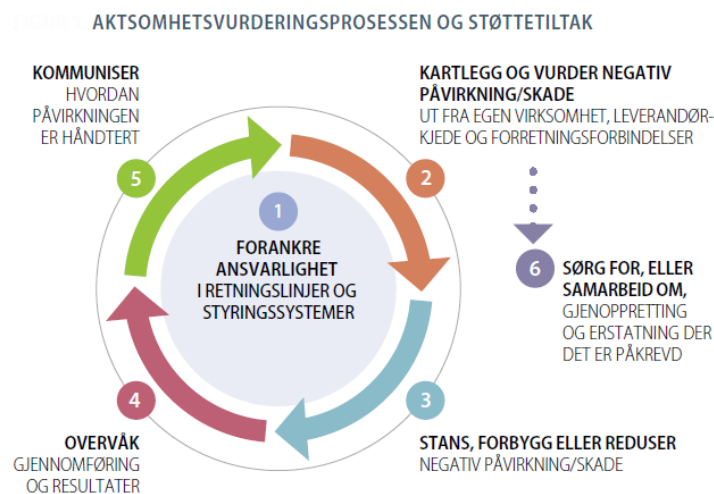 AKTSOMHETSVURDERINGSPROSESSEN OG STØTTETILTAK
1
FORANKRE
ANSVARLIGHET
I RETNINGSLINJER OG
STYRINGSSYSTEMER
2
KARTLEGG OG VURDER NEGATIV
PÅVIRKNING/SKADE
UT FRA EGEN VIRKSOMHET, LEVERANDØR-
KJEDE OG FORRETNINGSFORBINDELSER
3
STANS, FORBYGG ELLER REDUSER
NEGATIV PÅVIRKNING/SKADE
4
OVERVÅK
GJENNOMFØRING
OG RESULTATER
5
KOMMUNISER
HVORDAN
PÅVIRKNINGEN
ER HÅNDTERT
6
SØRG FOR, ELLER
SAMARBEID OM,
GJENOPPRETTING
OG ERSTATNING DER
DET ER PÅKREVD